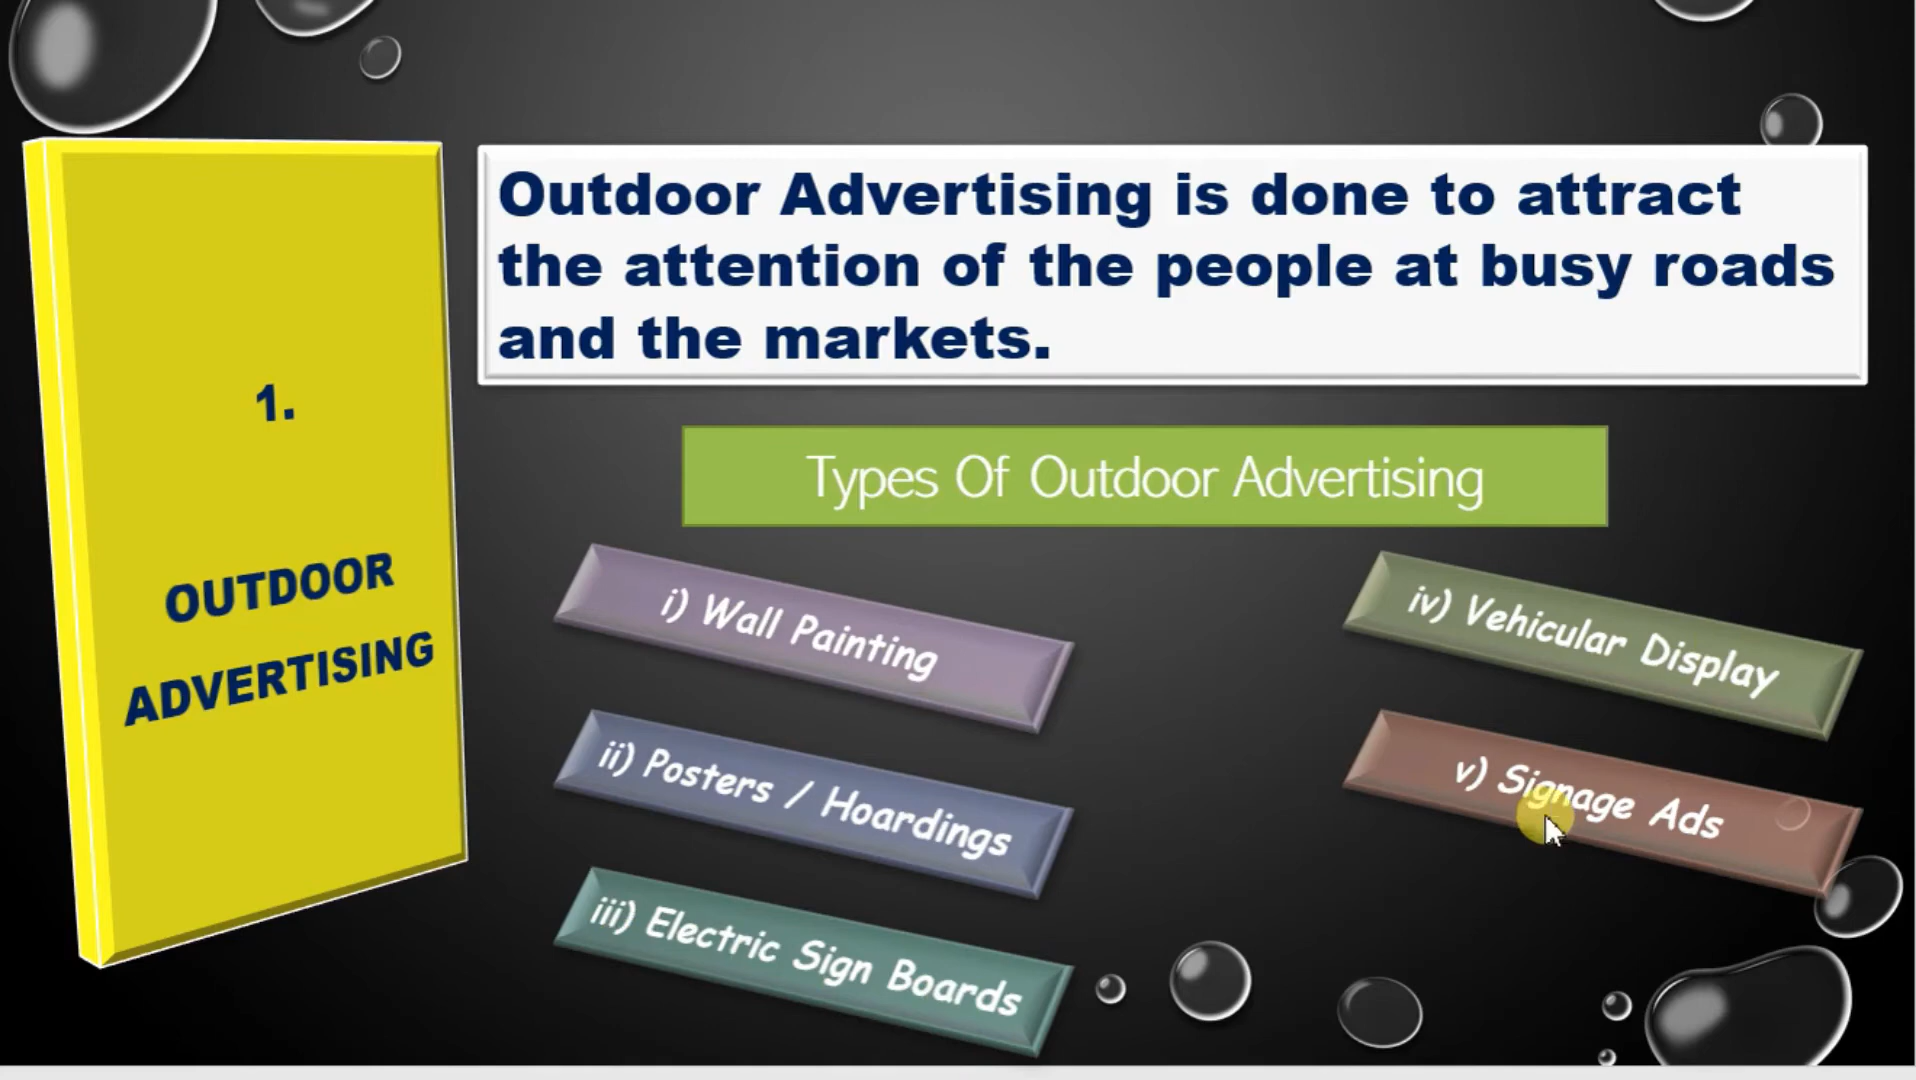 1.
OUTDOOR
ADVERTISING
Outdoor Advertising is done to attract
the attention of the people at busy roads
and the markets.
Types Of Outdoor Advertising
i) Wall Painting
ii) Posters / Hoardings
iii) Electric Sign Boards
iv) Vehicular Display
v) Signage Ads